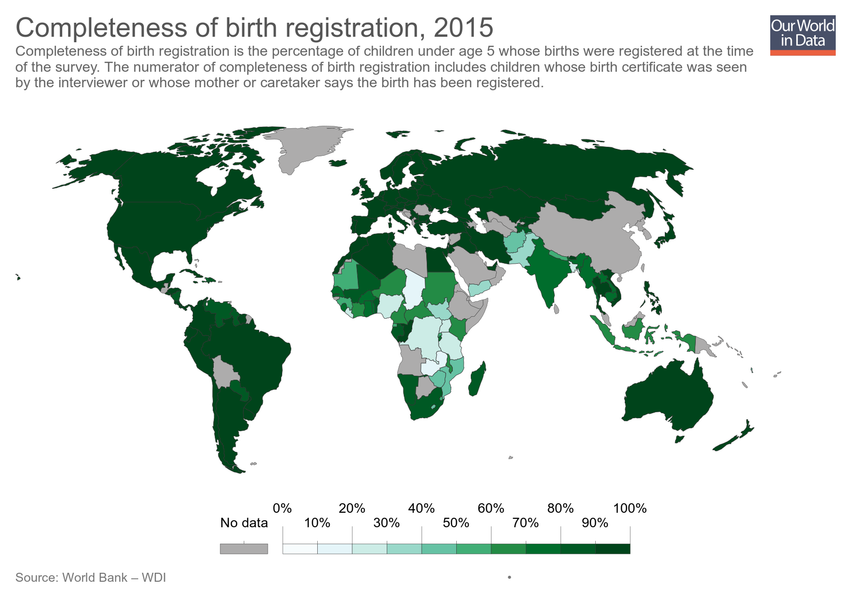 Completeness of birth registration, 2015
Our World
in Data
Completeness of birth registration is the percentage of children under age 5 whose births were registered at the time
of the survey. The numerator of completeness of birth registration includes children whose birth certificate was seen
by the interviewer or whose mother or caretaker says the birth has been registered.
0% 20% 40% 60% 80% 100%
No data 10% 30% 50% 70% 90%
Source: World Bank – WDI